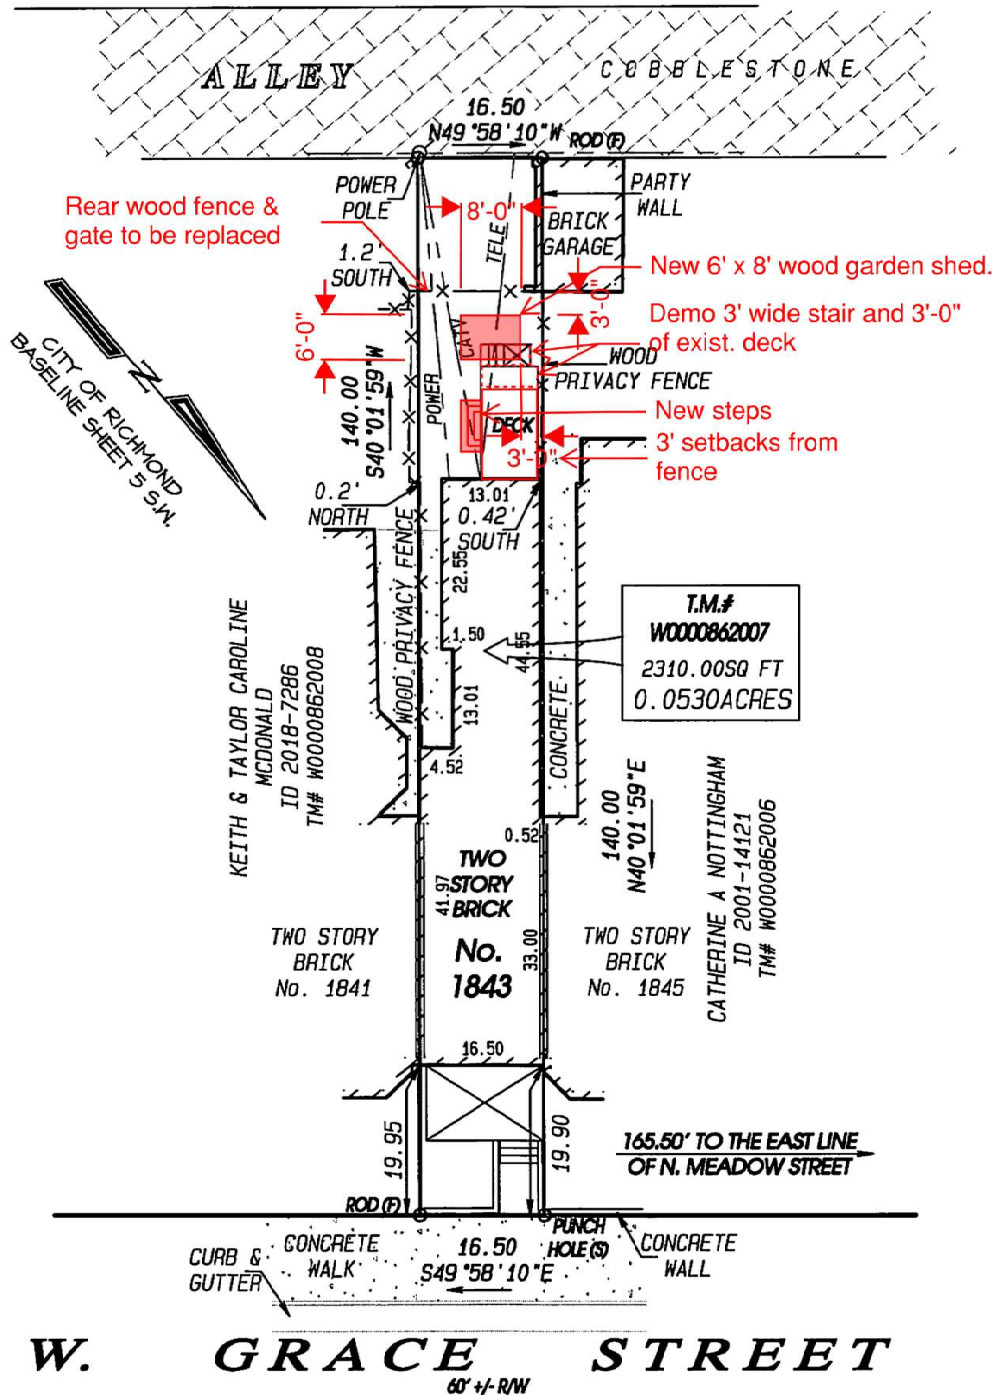 ALLEY
COBBLESTONE
16.50
N49°58'10"W
ROD (F)
POWER
POLE
PARTY
WALL
Rear wood fence &
gate to be replaced
8'-0"
TELE
BRICK
GARAGE
1.2'
SOUTH
New 6' x 8' wood garden shed.
3'-0"
6'-0"
CATV
Demo 3' wide stair and 3'-0"
of exist. deck
WOOD
PRIVACY FENCE
N
CITY OF RICHMOND
BASELINE SHEET 5 S.W.
140.00
S40°01'59"W
POWER
New steps
DECK
3'-0"
3' setbacks from
fence
0.2'
NORTH
13.01
0.42'
SOUTH
WOOD PRIVACY FENCE
22.55
1.50
44.55
T.M.#
W0000862007
2310.00SQ FT
0.0530ACRES
13.01
4.52
CONCRETE
KEITH & TAYLOR CAROLINE
MCDONALD
ID 2018-7286
TM# W0000862008
140.00
N40°01'59"E
CATHERINE A NOTTINGHAM
ID 2001-14121
TM# W0000862006
0.52
TWO
STORY
BRICK
No.
1843
41.97
33.00
TWO STORY
BRICK
No. 1841
TWO STORY
BRICK
No. 1845
16.50
19.95
19.90
165.50' TO THE EAST LINE
OF N. MEADOW STREET
ROD (F)
PUNCH
HOLE (S)
CONCRETE
WALK
16.50
S49°58'10"E
CONCRETE
WALL
CURB &
GUTTER
W. GRACE STREET
60' +/- R/W